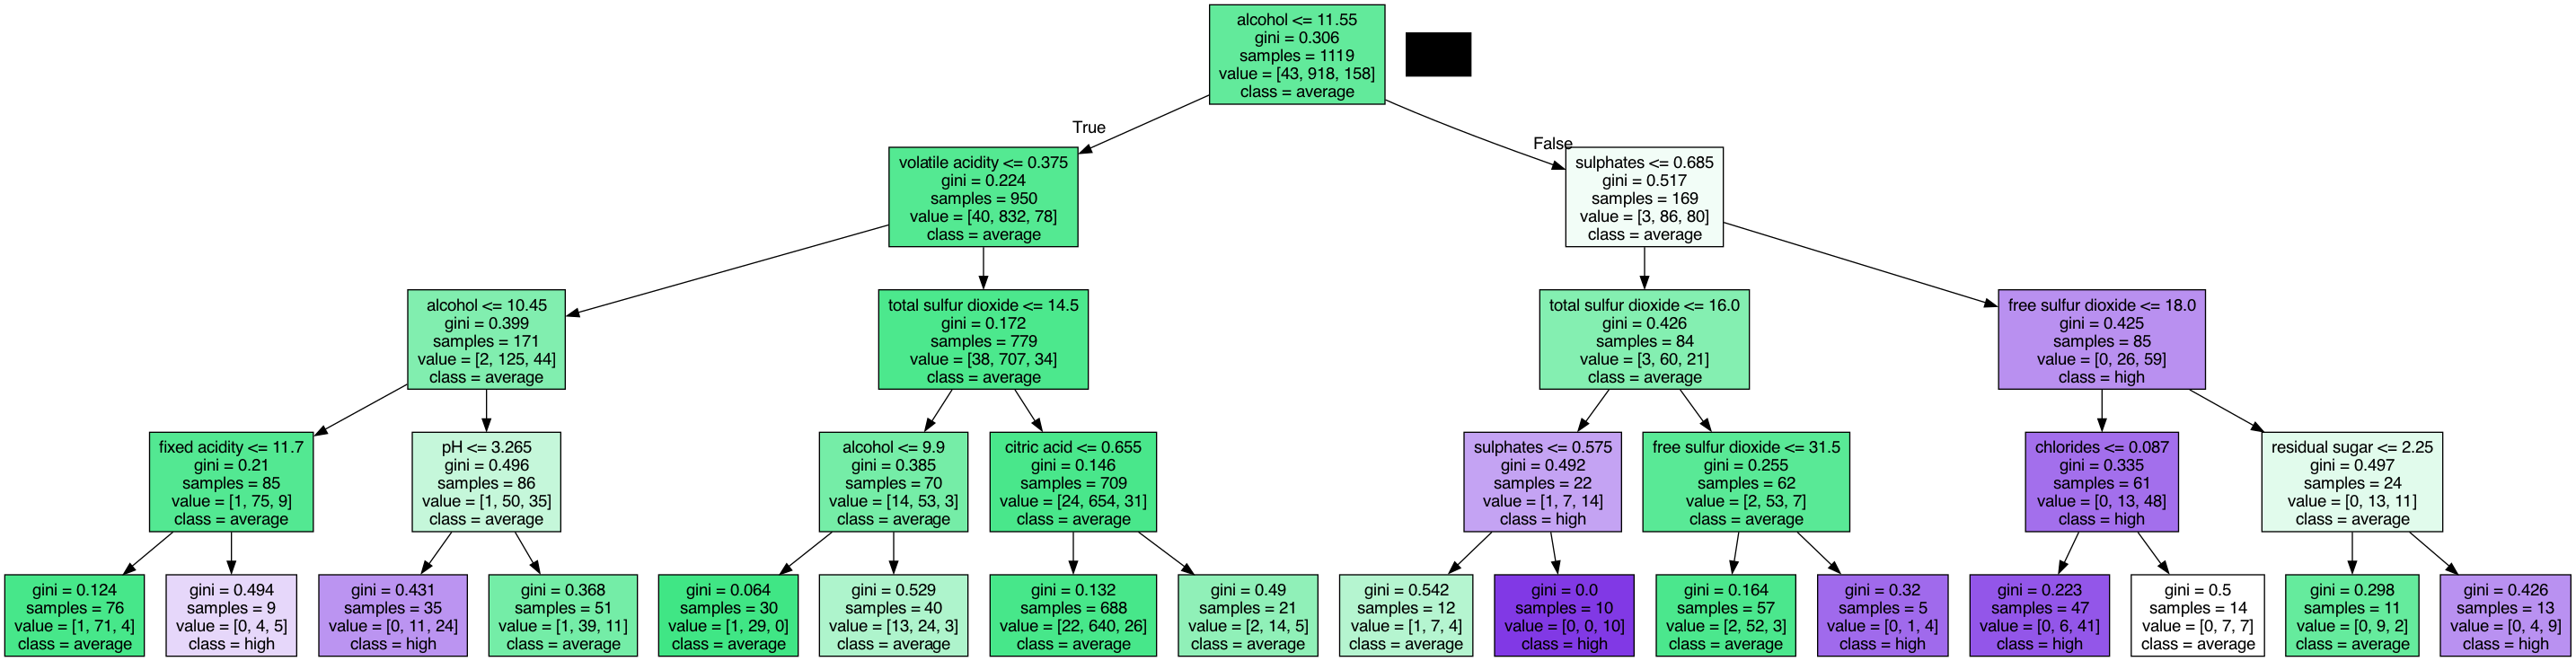 alcohol <= 11.55
gini = 0.306
samples = 1119
value = [43, 918, 158]
class = average
True
False
volatile acidity <= 0.375
gini = 0.224
samples = 950
value = [40, 832, 78]
class = average
sulphates <= 0.685
gini = 0.517
samples = 169
value = [3, 86, 80]
class = average
alcohol <= 10.45
gini = 0.399
samples = 171
value = [2, 125, 44]
class = average
total sulfur dioxide <= 14.5
gini = 0.172
samples = 779
value = [38, 707, 34]
class = average
total sulfur dioxide <= 16.0
gini = 0.426
samples = 84
value = [3, 60, 21]
class = average
free sulfur dioxide <= 18.0
gini = 0.425
samples = 85
value = [0, 26, 59]
class = high
fixed acidity <= 11.7
gini = 0.21
samples = 85
value = [1, 75, 9]
class = average
pH <= 3.265
gini = 0.496
samples = 86
value = [1, 50, 35]
class = average
alcohol <= 9.9
gini = 0.385
samples = 70
value = [14, 53, 3]
class = average
citric acid <= 0.655
gini = 0.146
samples = 709
value = [24, 654, 31]
class = average
sulphates <= 0.575
gini = 0.492
samples = 22
value = [1, 7, 14]
class = high
free sulfur dioxide <= 31.5
gini = 0.255
samples = 62
value = [2, 53, 7]
class = average
chlorides <= 0.087
gini = 0.335
samples = 61
value = [0, 13, 48]
class = high
residual sugar <= 2.25
gini = 0.497
samples = 24
value = [0, 13, 11]
class = average
gini = 0.124
samples = 76
value = [1, 71, 4]
class = average
gini = 0.494
samples = 9
value = [0, 4, 5]
class = high
gini = 0.431
samples = 35
value = [0, 11, 24]
class = high
gini = 0.368
samples = 51
value = [1, 39, 11]
class = average
gini = 0.064
samples = 30
value = [1, 29, 0]
class = average
gini = 0.529
samples = 40
value = [13, 24, 3]
class = average
gini = 0.132
samples = 688
value = [22, 640, 26]
class = average
gini = 0.49
samples = 21
value = [2, 14, 5]
class = average
gini = 0.542
samples = 12
value = [1, 7, 4]
class = average
gini = 0.0
samples = 10
value = [0, 0, 10]
class = high
gini = 0.164
samples = 57
value = [2, 52, 3]
class = average
gini = 0.32
samples = 5
value = [0, 1, 4]
class = high
gini = 0.223
samples = 47
value = [0, 6, 41]
class = high
gini = 0.5
samples = 14
value = [0, 7, 7]
class = average
gini = 0.298
samples = 11
value = [0, 9, 2]
class = average
gini = 0.426
samples = 13
value = [0, 4, 9]
class = high